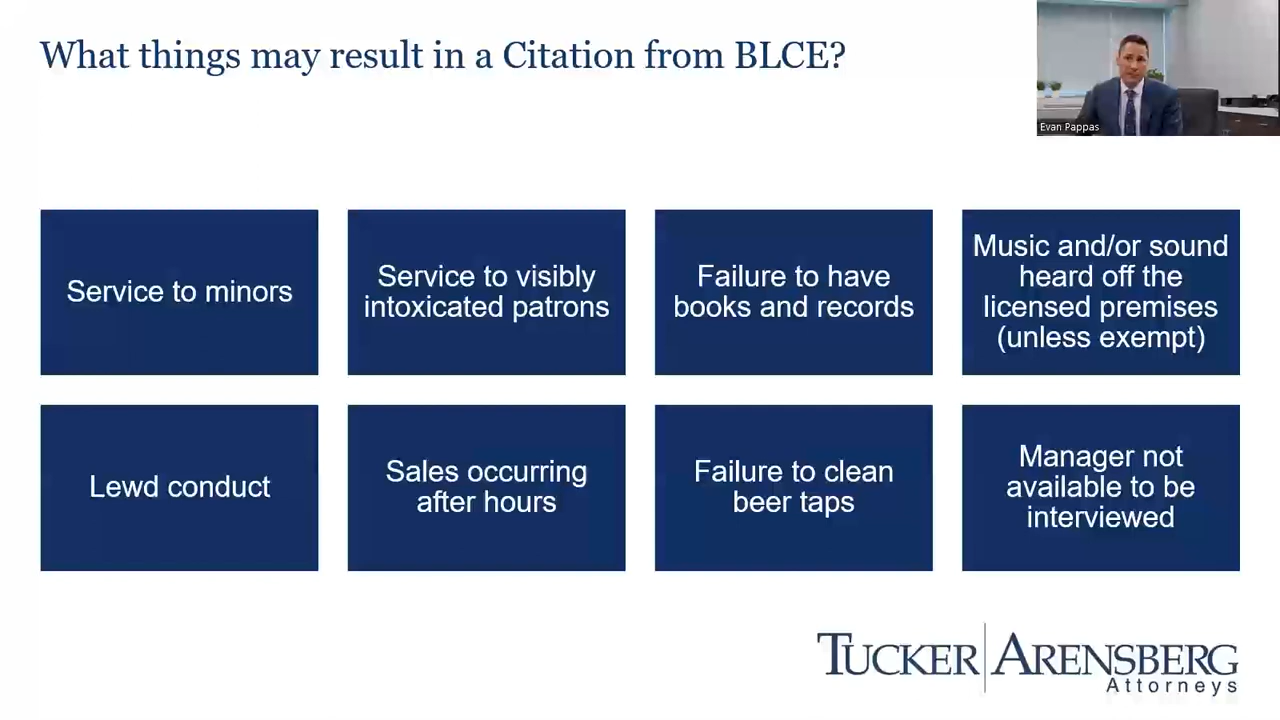 What things may result in a Citation from BLCE?
Evan Pappas
Service to minors
Service to visibly
intoxicated patrons
Failure to have
books and records
Music and/or sound
heard off the
licensed premises
(unless exempt)
Lewd conduct
Sales occurring
after hours
Failure to clean
beer taps
Manager not
available to be
interviewed
TUCKER ARENSBERG
Attorneys